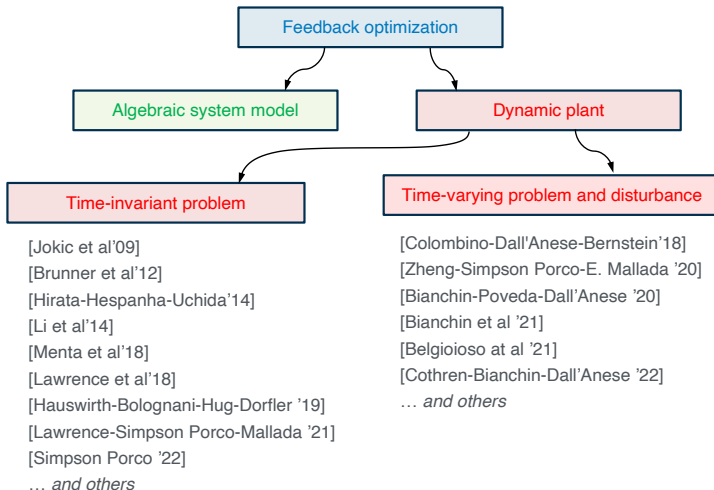 Feedback optimization
Algebraic system model
Dynamic plant
Time-invariant problem
[Jokic et al'09]
[Brunner et al'12]
[Hirata-Hespanha-Uchida'14]
[Li et al'14]
[Menta et al'18]
[Lawrence et al'18]
[Hauswirth-Bolognani-Hug-Dorfler ’19]
[Lawrence-Simpson Porco-Mallada ’21]
[Simpson Porco ’22]
… and others
Time-varying problem and disturbance
[Colombino-Dall'Anese-Bernstein’18]
[Zheng-Simpson Porco-E. Mallada ’20]
[Bianchin-Poveda-Dall’Anese ’20]
[Bianchin et al ’21]
[Belgioioso at al ’21]
[Cothren-Bianchin-Dall’Anese ’22]
… and others